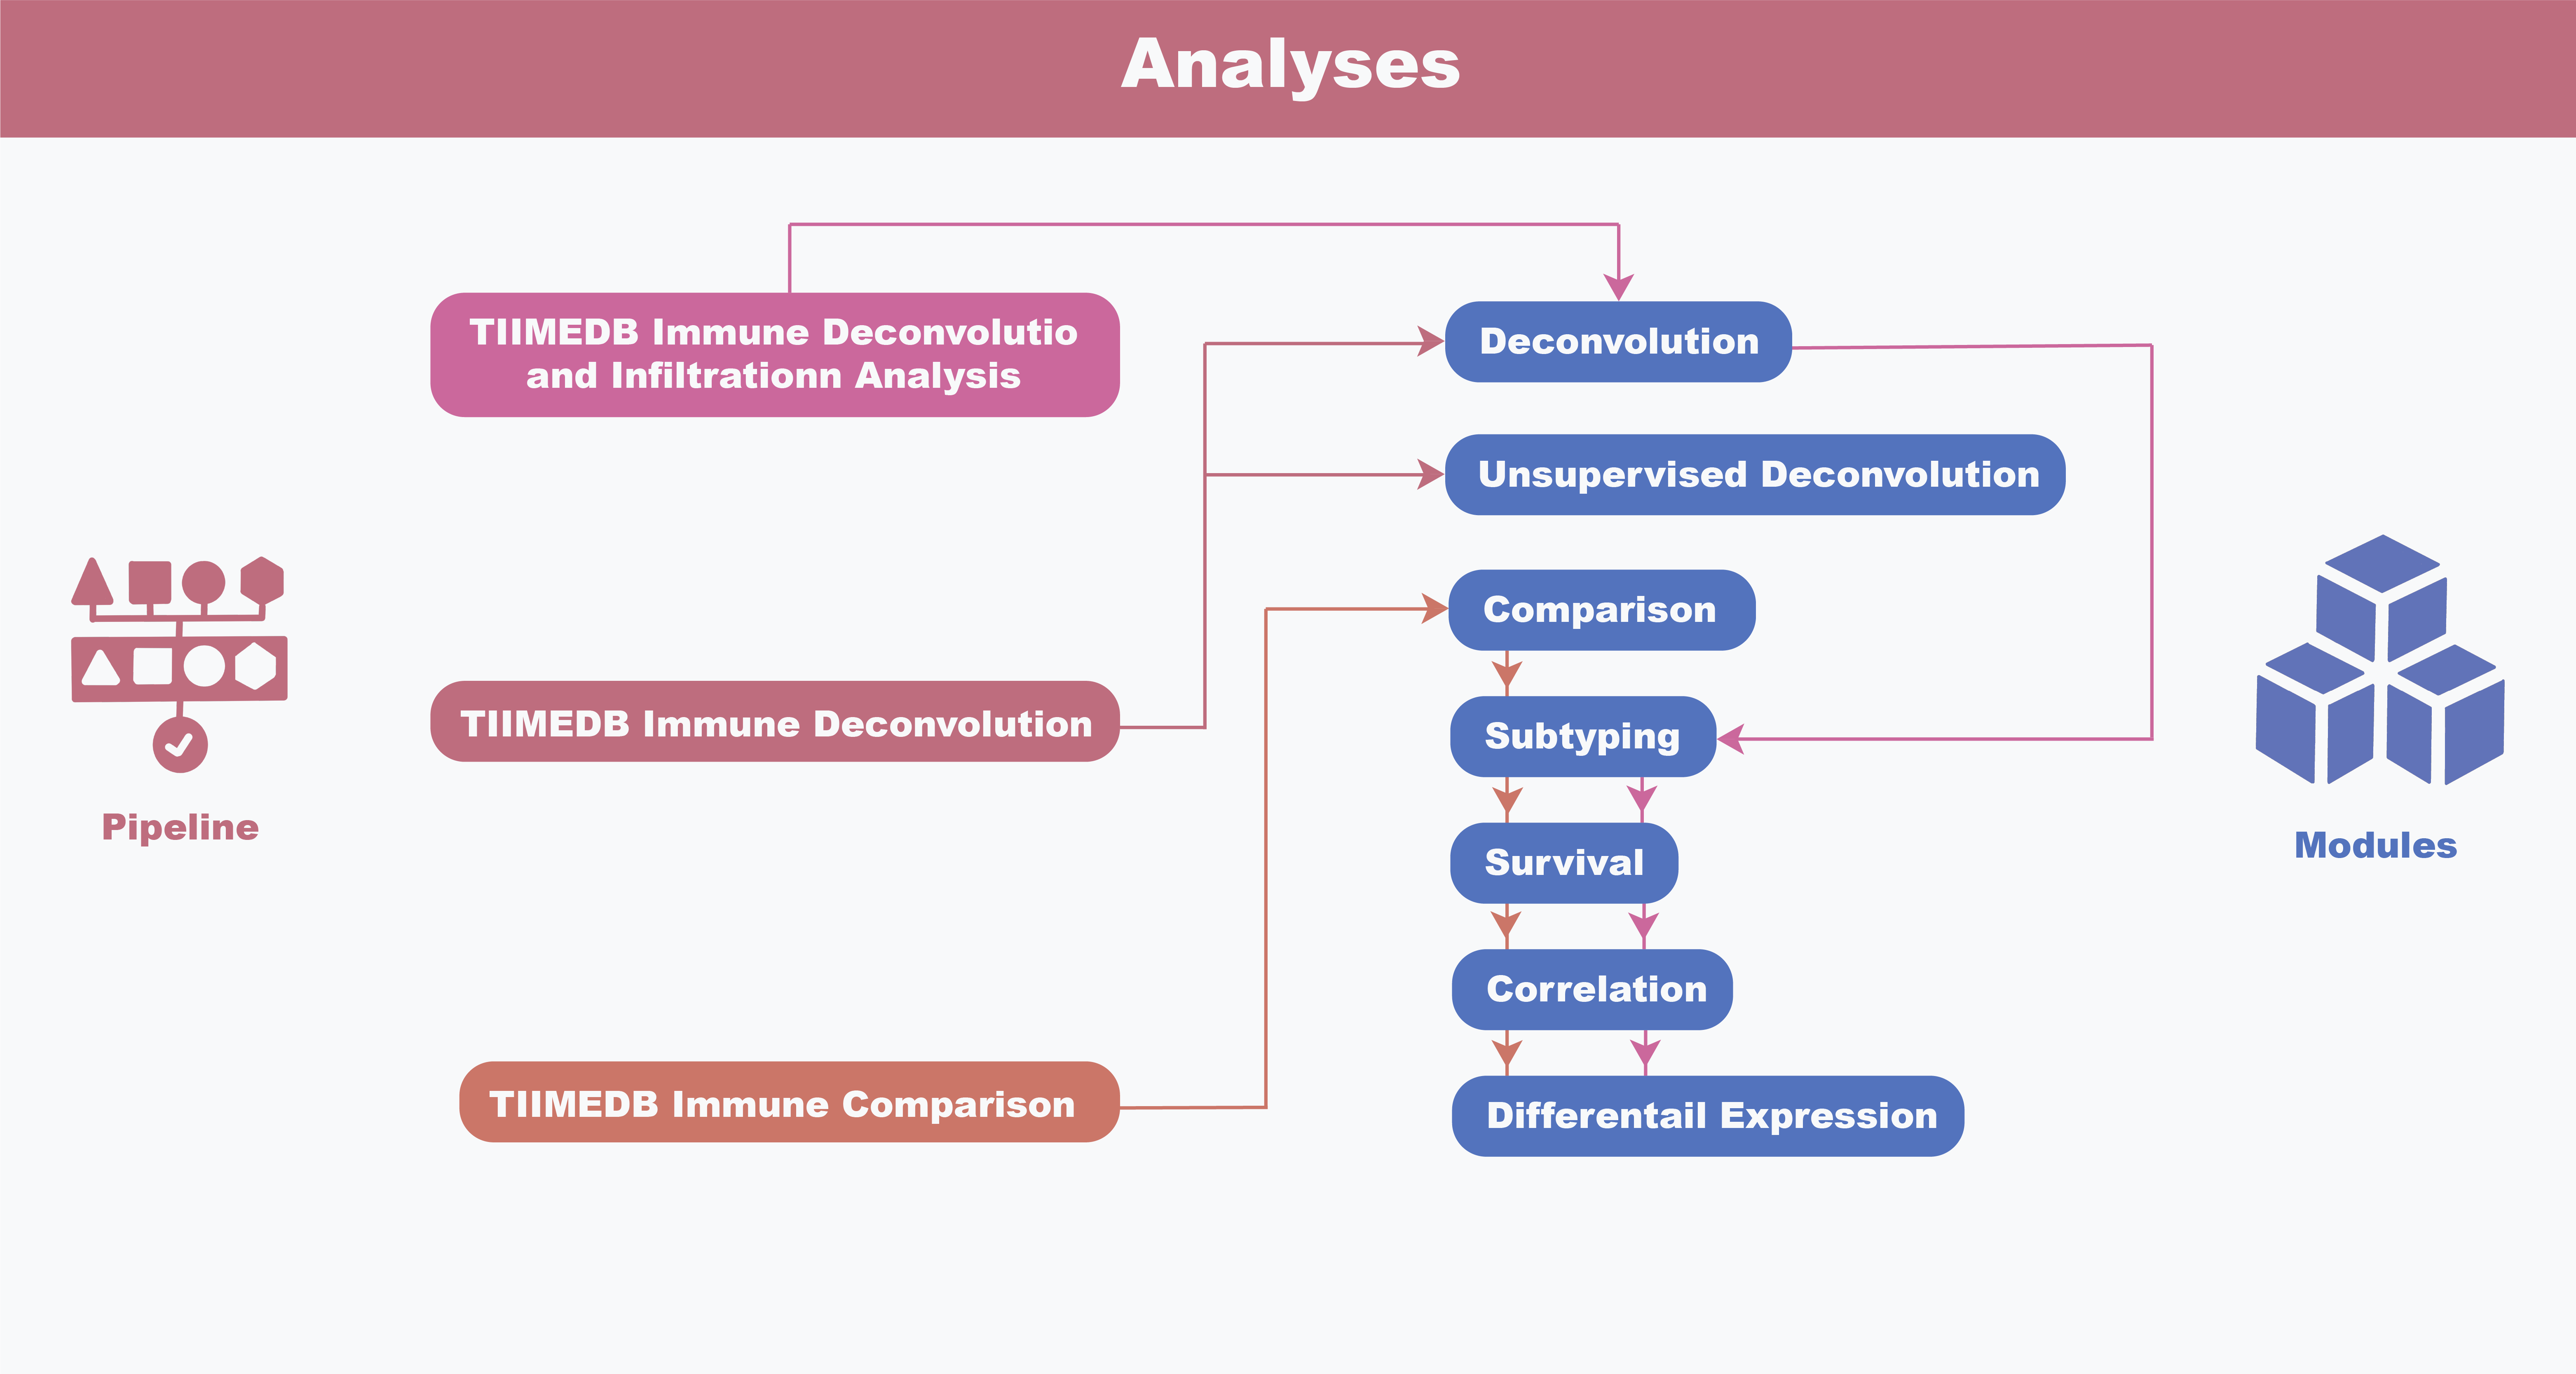 Analyses
TIIMEDB Immune Deconvolutio
and Infiltrationn Analysis
Deconvolution
Unsupervised Deconvolution
Comparison
TIIMEDB Immune Deconvolution
Subtyping
Pipeline
Modules
Survival
Correlation
TIIMEDB Immune Comparison
Differentail Expression